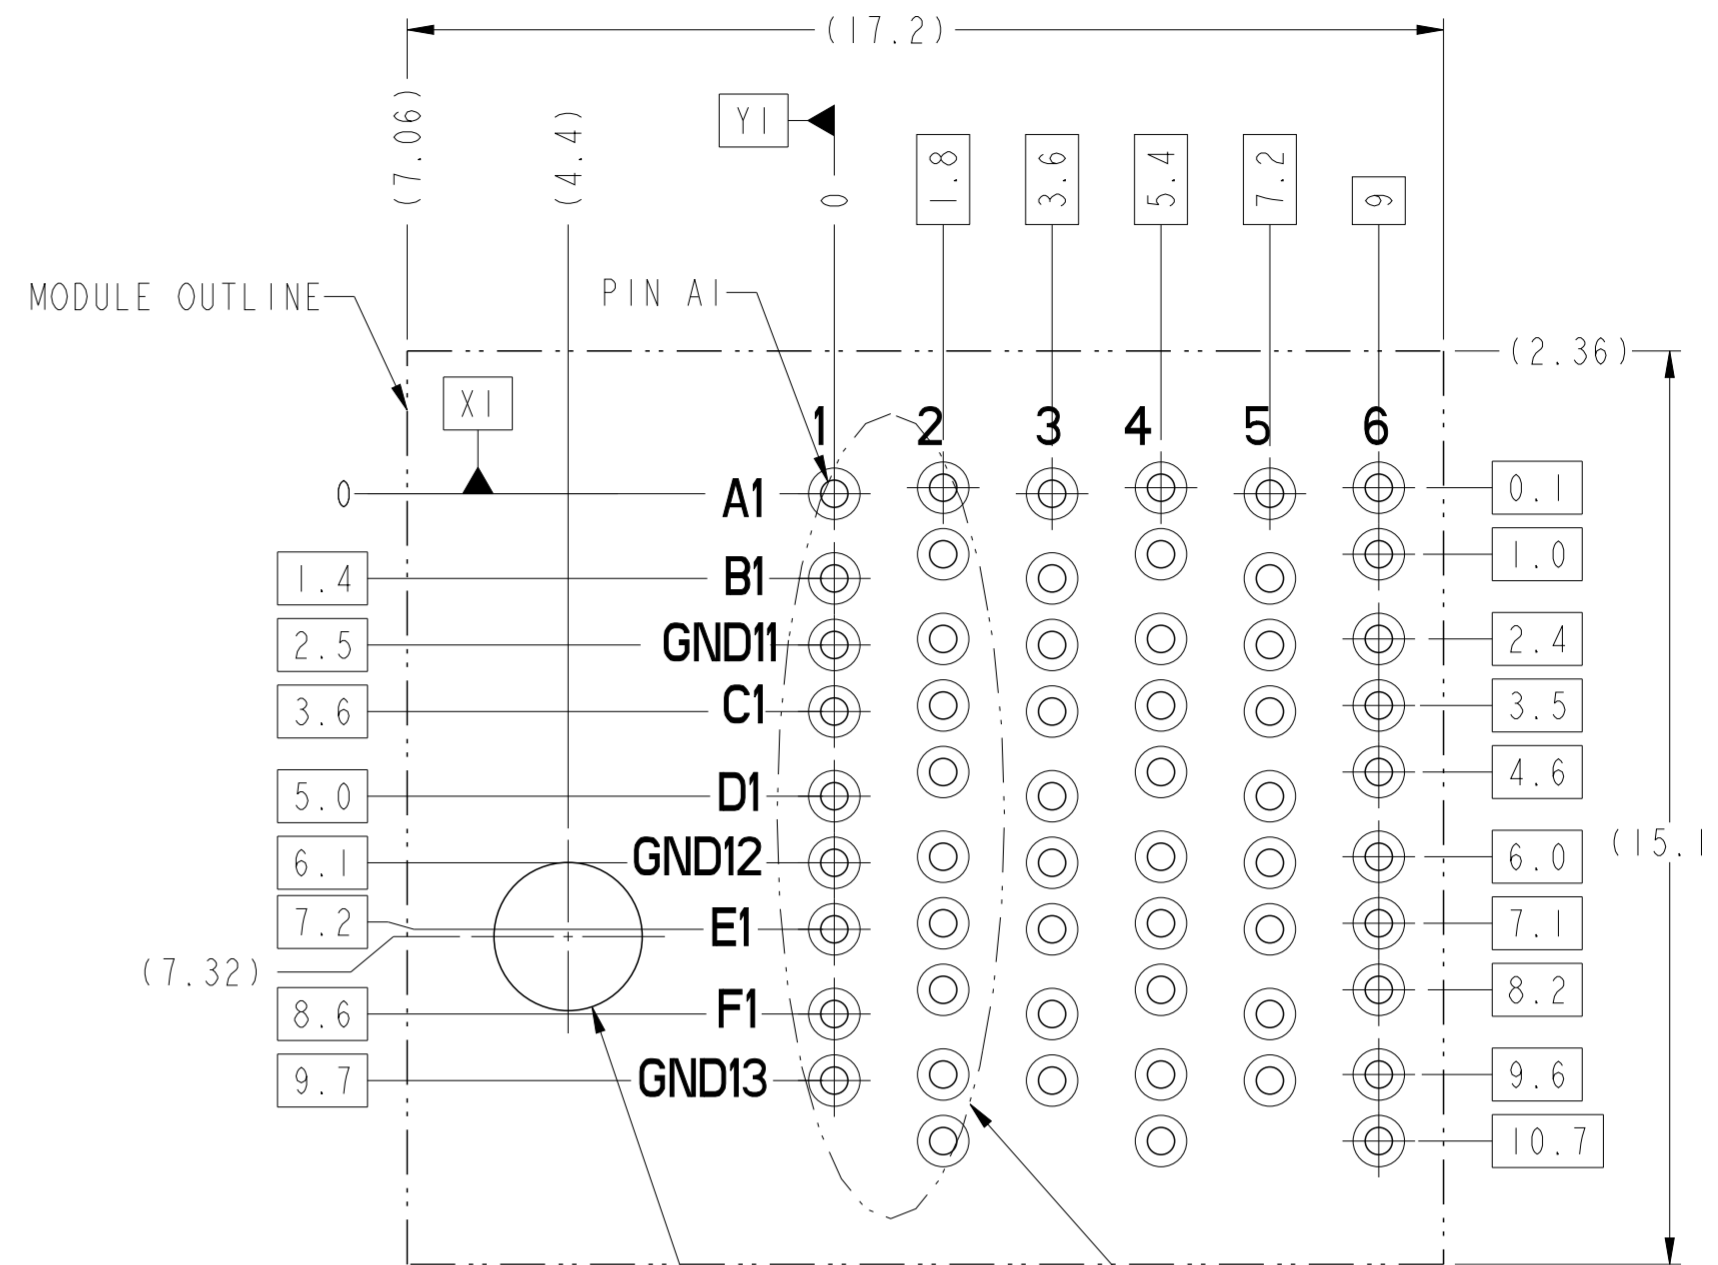 (17.2)
(7.06)
(4.4)
Y1
0
1.8
3.6
5.4
7.2
9
MODULE OUTLINE
PIN A1
(2.36)
X1
1
2
3
4
5
6
0
A1
0.1
1.0
1.4
B1
2.5
GND11
2.4
3.6
C1
3.5
4.6
5.0
D1
6.1
GND12
6.0
(15.1
7.2
E1
7.1
(7.32)
8.2
8.6
F1
9.7
GND13
9.6
10.7